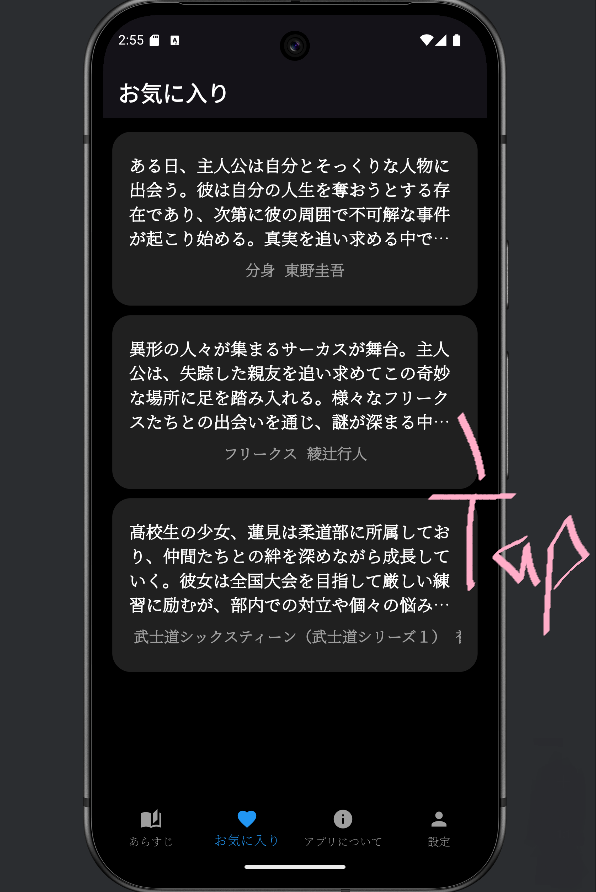 2:55
お気に入り
ある日、主人公は自分とそっくりな人物に
出会う。彼は自分の人生を奪おうとする存
在であり、次第に彼の周囲で不可解な事件
が起こり始める。真実を追い求める中で…
分身 東野圭吾
異形の人々が集まるサーカスが舞台。主人
公は、失踪した親友を追い求めてこの奇妙
な場所に足を踏み入れる。様々なフリーク
スたちとの出会いを通じ、謎が深まる中…
フリークス 綾辻行人
Tap
高校生の少女、蓮見は柔道部に所属してお
り、仲間たちとの絆を深めながら成長して
いく。彼女は全国大会を目指して厳しい練
習に励むが、部内での対立や個々の悩み…
武士道シックスティーン（武士道シリーズ１）
あらすじ お気に入り アプリについて 設定